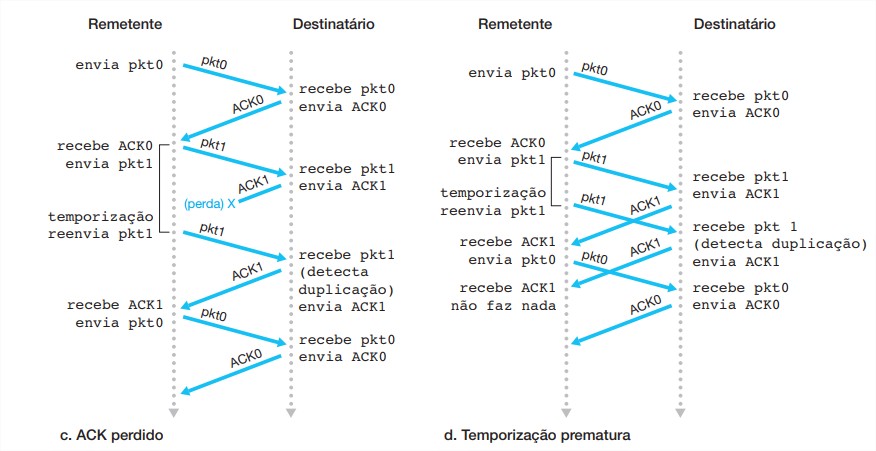 Remetente
Destinatário
envia pkt0
pkt0
recebe pkt0
envia ACK0
ACK0
recebe ACK0
envia pkt1
pkt1
recebe pkt1
envia ACK1
ACK1
(perda) X
temporização
reenvia pkt1
pkt1
recebe pkt1
(detecta
duplicação)
envia ACK1
ACK1
recebe ACK1
envia pkt0
pkt0
recebe pkt0
envia ACK0
ACK0
c. ACK perdido
Remetente
Destinatário
envia pkt0
pkt0
recebe pkt0
envia ACK0
ACK0
recebe ACK0
envia pkt1
pkt1
recebe pkt1
envia ACK1
temporização
reenvia pkt1
pkt1
ACK1
recebe pkt 1
(detecta duplicação)
envia ACK1
recebe ACK1
envia pkt0
pkt0
ACK1
recebe ACK1
não faz nada
recebe pkt0
envia ACK0
ACK0
d. Temporização prematura